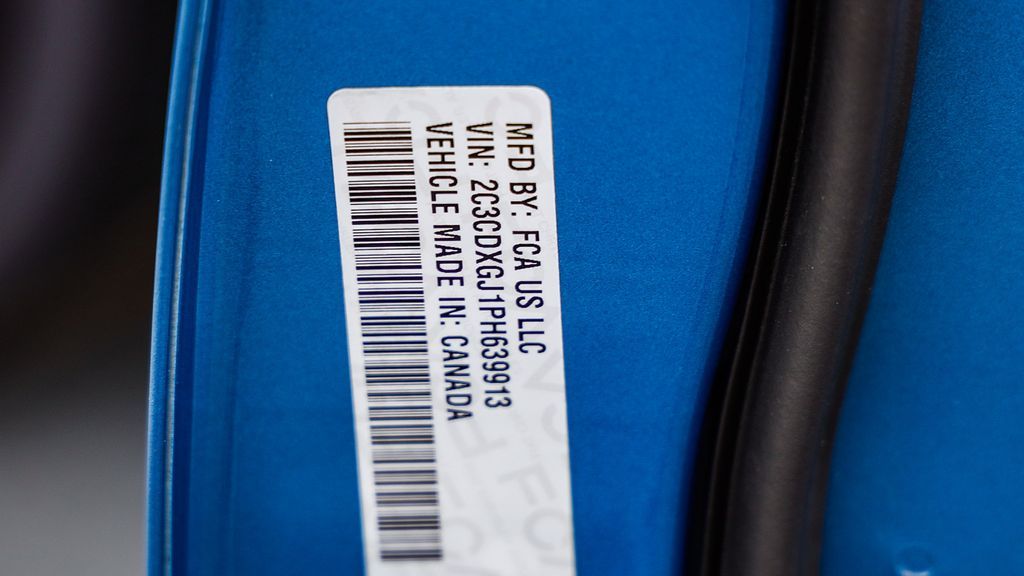 MFD BY: FCA US LLC
VIN: 2C3CDXGJ1PH639913
VEHICLE MADE IN: CANADA